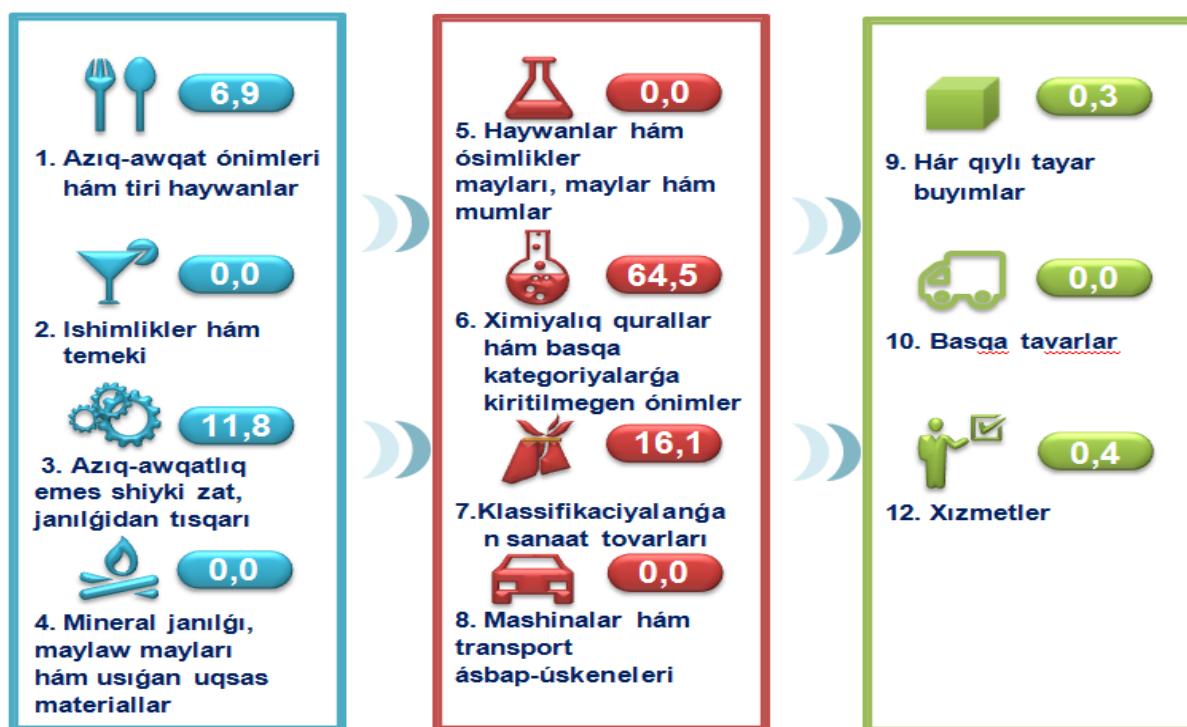 6,9
1. Azıq-awqat ónimleri
hám tiri haywanlar
0,0
2. Ishimlikler hám
temeki
11,8
3. Azıq-awqatlıq
emes shiyki zat,
janılǵidan tısqarı
0,0
4. Mineral janılǵı,
maylaw mayları
hám usıǵan uqsas
materiallar
0,0
5. Haywanlar hám
ósimlikler
mayları, maylar hám
mumlar
64,5
6. Ximiyalıq qurallar
hám basqa
kategoriyalarǵa
kiritilmegen ónimler
16,1
7.Klassifikaciyalanǵa
n sanaat tovarları
0,0
8. Mashinalar hám
transport
ásbap-úskeneleri
0,3
9. Hár qıylı tayar
buyımlar
0,0
10. Basqa tavarlar
0,4
12. Xızmetler